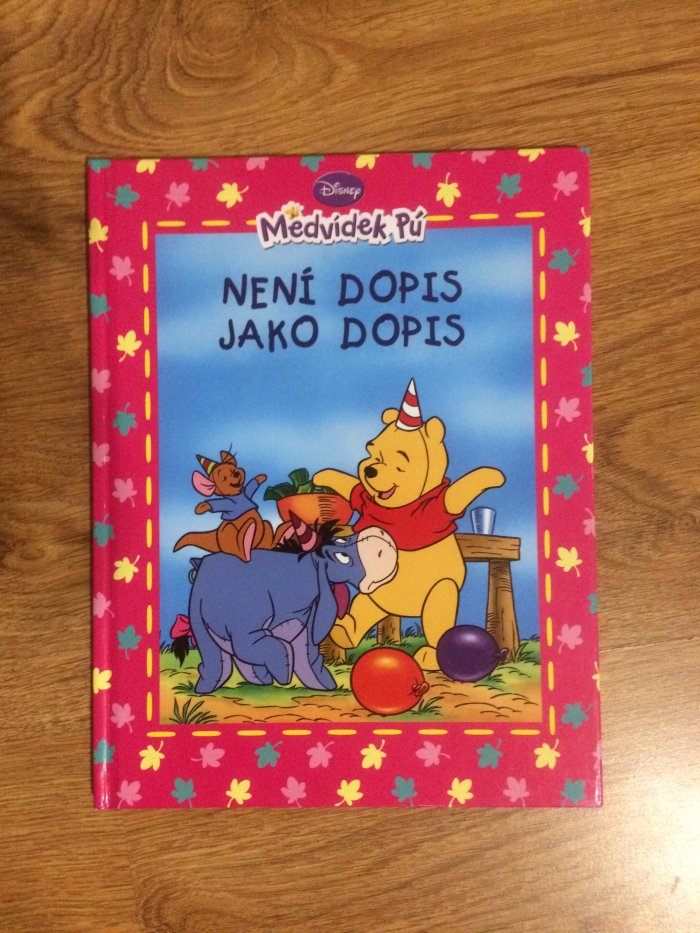 Disney
Medvídek Pú
NENÍ DOPIS
JAKO DOPIS